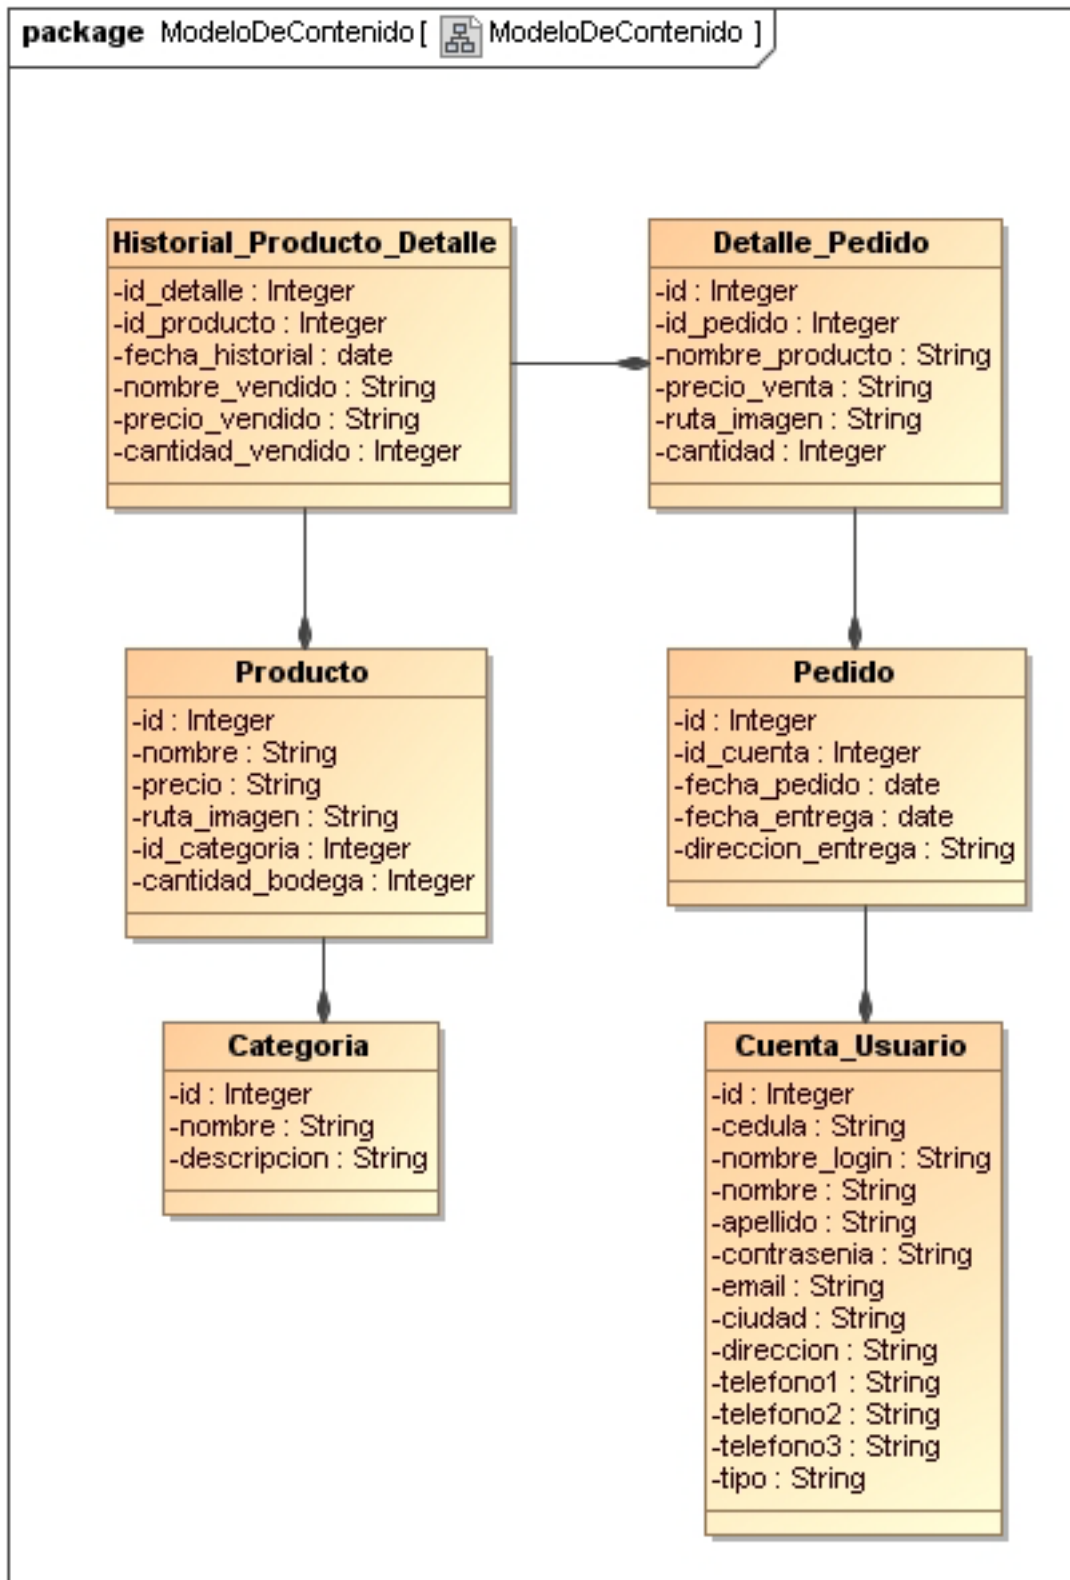 package ModeloDeContenido [ ModeloDeContenido ]
Historial_Producto_Detalle
-id_detalle : Integer
-id_producto : Integer
-fecha_historial : date
-nombre_vendido : String
-precio_vendido : String
-cantidad_vendido : Integer
Detalle_Pedido
-id : Integer
-id_pedido : Integer
-nombre_producto : String
-precio_venta : String
-ruta_imagen : String
-cantidad : Integer
Producto
-id : Integer
-nombre : String
-precio : String
-ruta_imagen : String
-id_categoria : Integer
-cantidad_bodega : Integer
Pedido
-id : Integer
-id_cuenta : Integer
-fecha_pedido : date
-fecha_entrega : date
-direccion_entrega : String
Categoria
-id : Integer
-nombre : String
-descripcion : String
Cuenta_Usuario
-id : Integer
-cedula : String
-nombre_login : String
-nombre : String
-apellido : String
-contrasenia : String
-email : String
-ciudad : String
-direccion : String
-telefono1 : String
-telefono2 : String
-telefono3 : String
-tipo : String